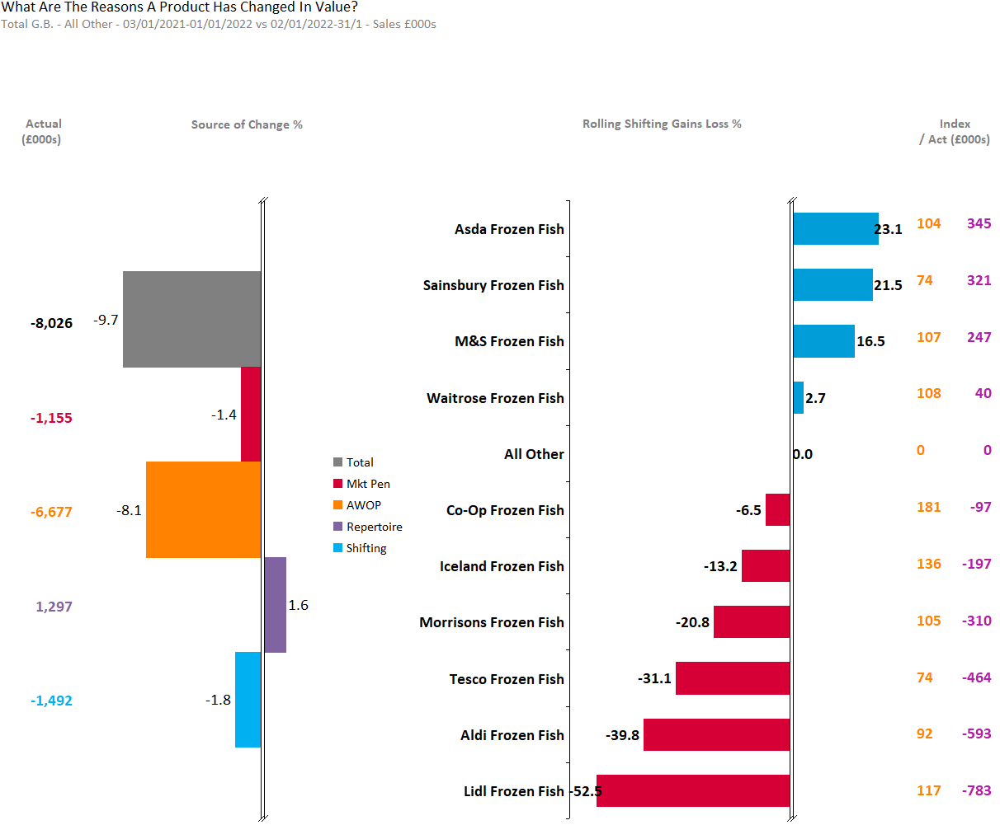 What Are The Reasons A Product Has Changed In Value?
Total G.B. - All Other - 03/01/2021-01/01/2022 vs 02/01/2022-31/1 - Sales £000s
Actual
(£000s)
Source of Change %
Rolling Shifting Gains Loss %
Index
/ Act (£000s)
-8,026
-9.7
-1,155
-1.4
-6,677
-8.1
1,297
1.6
-1,492
-1.8
Total
Mkt Pen
AWOP
Repertoire
Shifting
Asda Frozen Fish 23.1 104 345
Sainsbury Frozen Fish 21.5 74 321
M&S Frozen Fish 16.5 107 247
Waitrose Frozen Fish 2.7 108 40
All Other 0.0 0 0
Co-Op Frozen Fish -6.5 181 -97
Iceland Frozen Fish -13.2 136 -197
Morrisons Frozen Fish -20.8 105 -310
Tesco Frozen Fish -31.1 74 -464
Aldi Frozen Fish -39.8 92 -593
Lidl Frozen Fish -52.5 117 -783